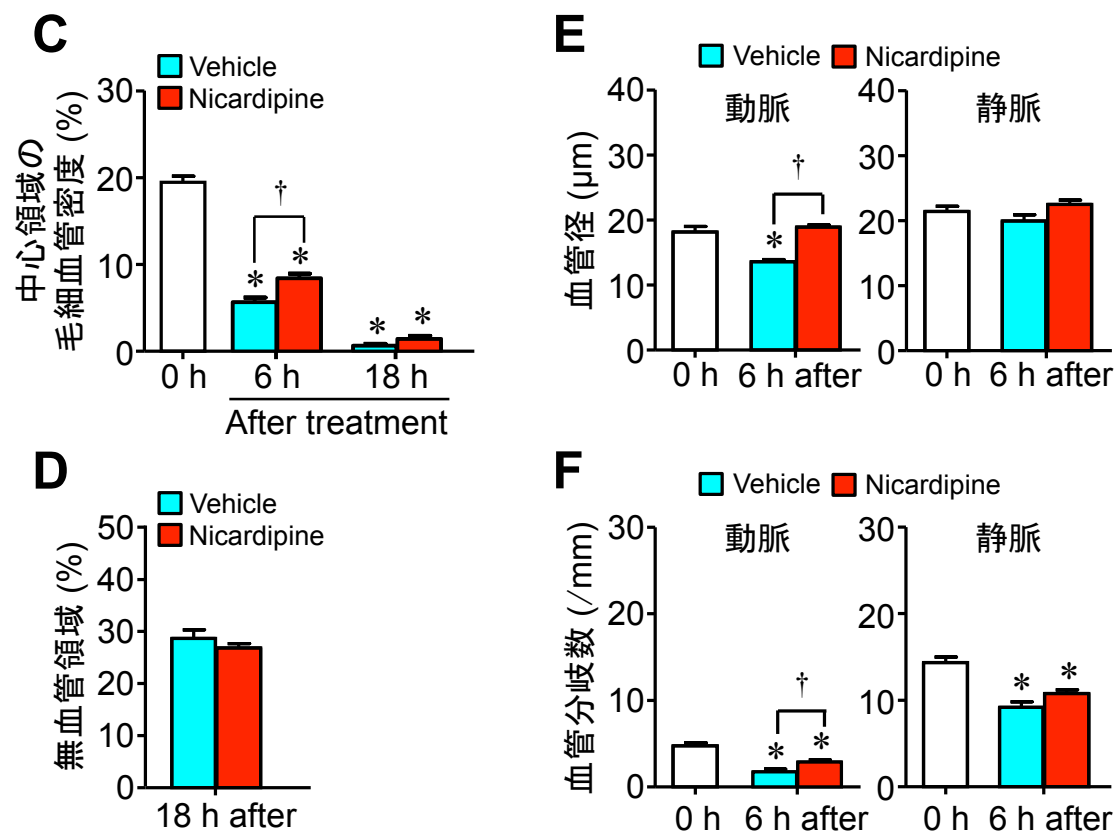 C
Vehicle
Nicardipine
中心領域の
毛細血管密度 (%)
30
20
10
0
†
* *
* *
0 h 6 h 18 h
After treatment
D
Vehicle
Nicardipine
無血管領域 (%)
50
40
30
20
10
0
18 h after
E
Vehicle Nicardipine
血管径 (μm)
動脈
40
30
20
10
0
†
*
0 h 6 h after
静脈
40
30
20
10
0
0 h 6 h after
F
Vehicle Nicardipine
血管分岐数 (/mm)
動脈
30
20
10
0
†
* *
0 h 6 h after
静脈
30
20
10
0
* *
0 h 6 h after